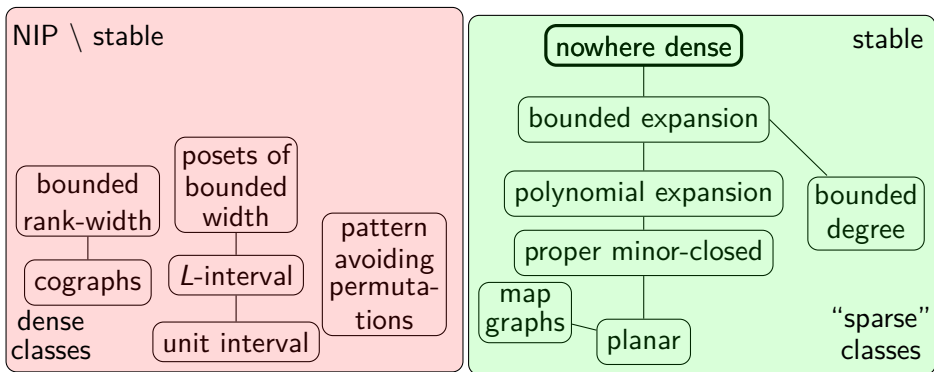 NIP \ stable
posets of
bounded
width
bounded
rank-width
cographs
L-interval
unit interval
pattern
avoiding
permuta-
tions
dense
classes
stable
nowhere dense
bounded expansion
polynomial expansion
bounded
degree
proper minor-closed
map
graphs
planar
“sparse”
classes